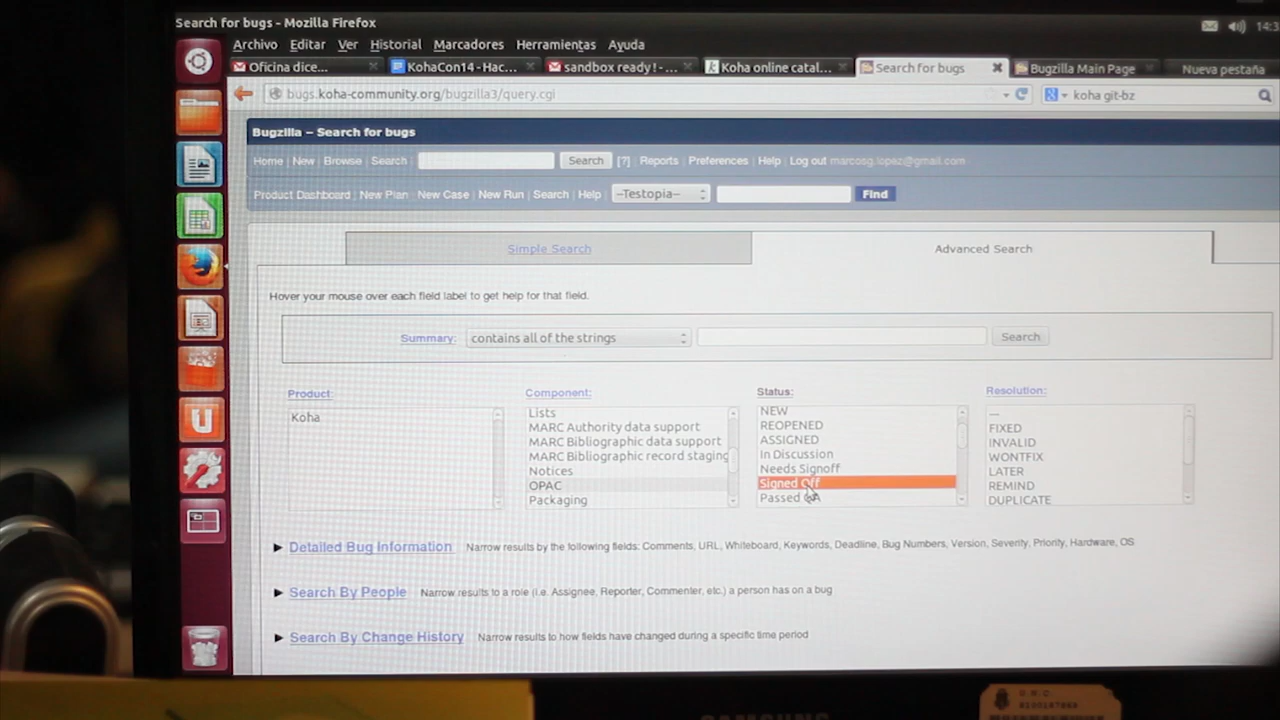 Search for bugs - Mozilla Firefox
14:3
Archivo Editar Ver Historial Marcadores Herramientas Ayuda
Oficina dice...
KohaCon14 - Hac...
sandbox ready! - ...
Koha online catal...
Search for bugs
Bugzilla Main Page
Nueva pestaña
bugs.koha-community.org/bugzilla3/query.cgi
koha git-bz
Bugzilla – Search for bugs
Home | New | Browse | Search | Search [?] | Reports | Preferences | Help | Log out marcosg.lopez@gmail.com
Product Dashboard | New Plan | New Case | New Run | Search | Help | --Testopia-- Find
Simple Search
Advanced Search
Hover your mouse over each field label to get help for that field.
Summary: contains all of the strings Search
Product:
Koha
Component:
Lists
MARC Authority data support
MARC Bibliographic data support
MARC Bibliographic record staging
Notices
OPAC
Packaging
Status:
NEW
REOPENED
ASSIGNED
In Discussion
Needs Signoff
Signed Off
Passed QA
Resolution:
---
FIXED
INVALID
WONTFIX
LATER
REMIND
DUPLICATE
Detailed Bug Information Narrow results by the following fields: Comments, URL, Whiteboard, Keywords, Deadline, Bug Numbers, Version, Severity, Priority, Hardware, OS
Search By People Narrow results to a role (i.e. Assignee, Reporter, Commenter, etc.) a person has on a bug
Search By Change History Narrow results to how fields have changed during a specific time period
SAMSUNG